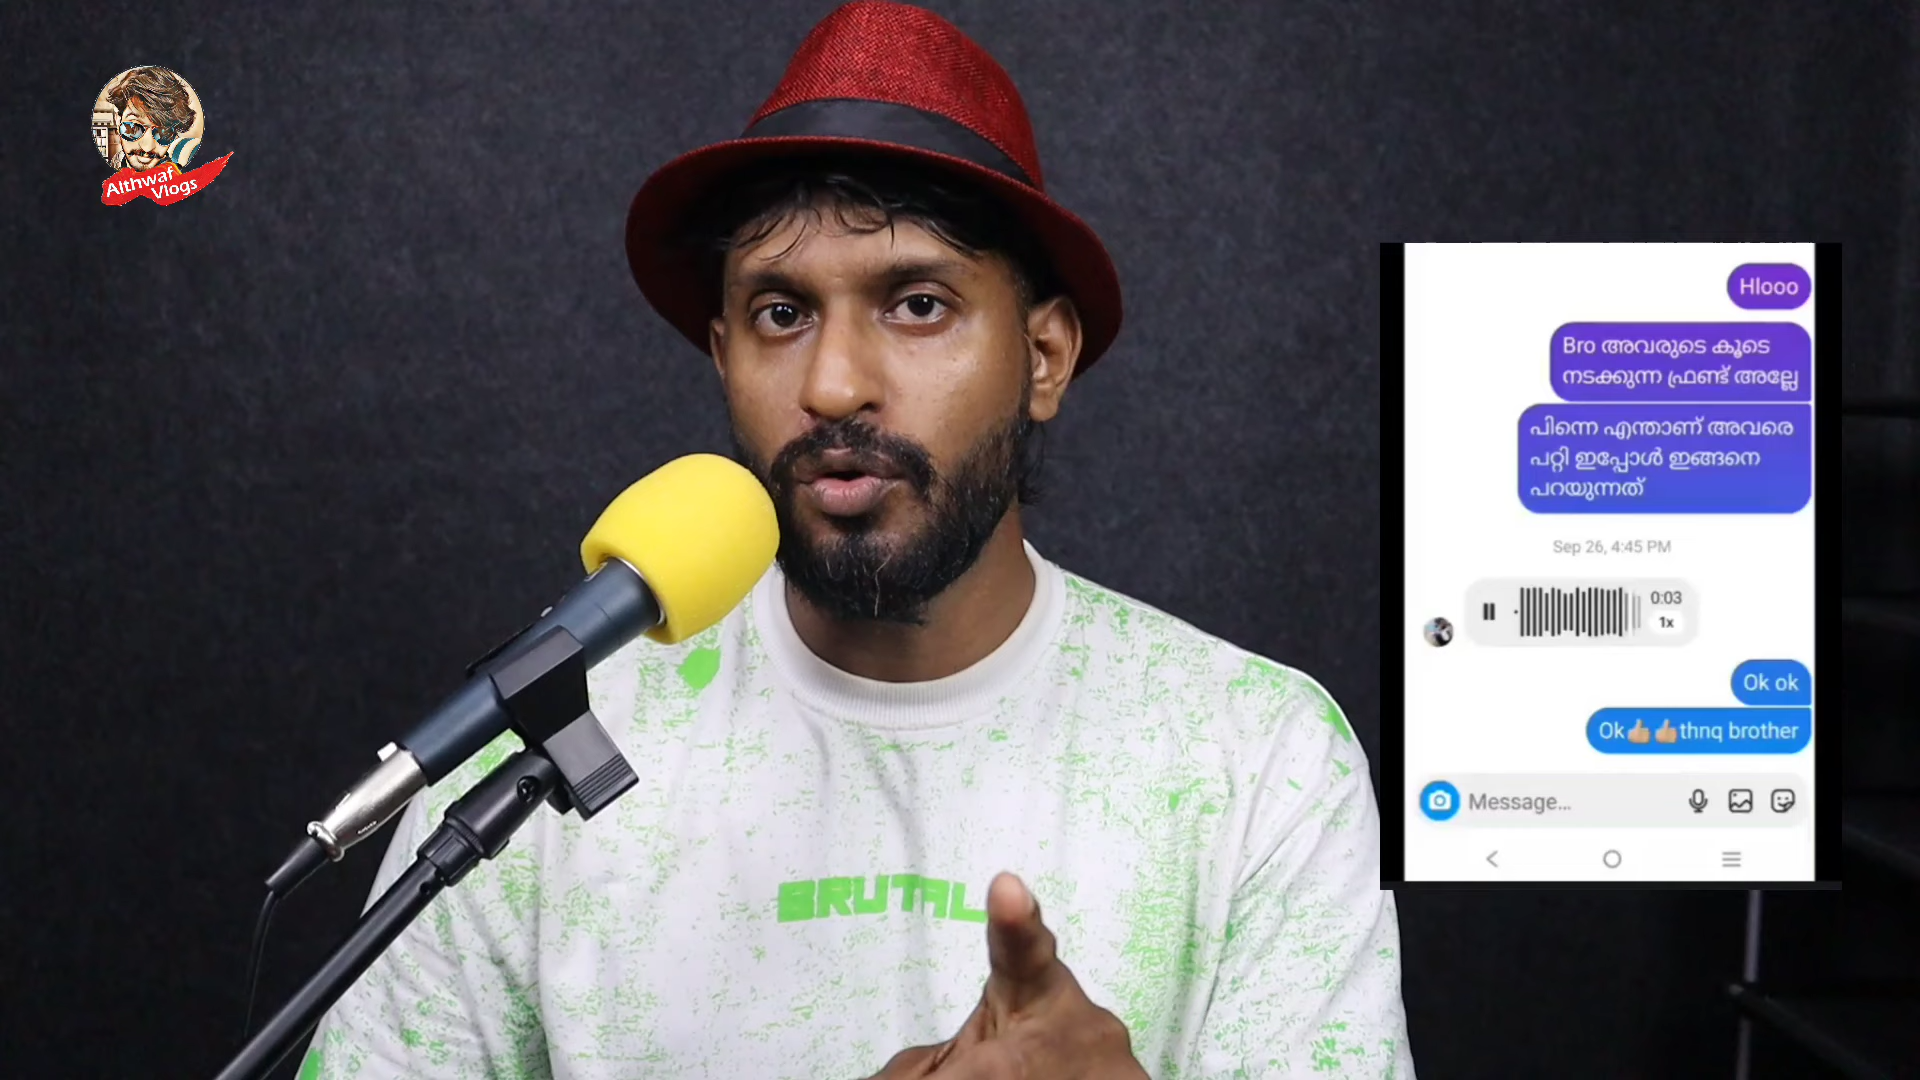 Althwaf
Vlogs
Hlooo
Bro അവരുടെ കൂടെ
നടക്കുന്ന ഫ്രണ്ട് അല്ലേ
പിന്നെ എന്താണ് അവരെ
പറ്റി ഇപ്പോൾ ഇങ്ങനെ
പറയുന്നത്
Sep 26, 4:45 PM
0:03
1x
Ok ok
Ok👍🏼👍🏼thnq brother
Message...
BRUTAL